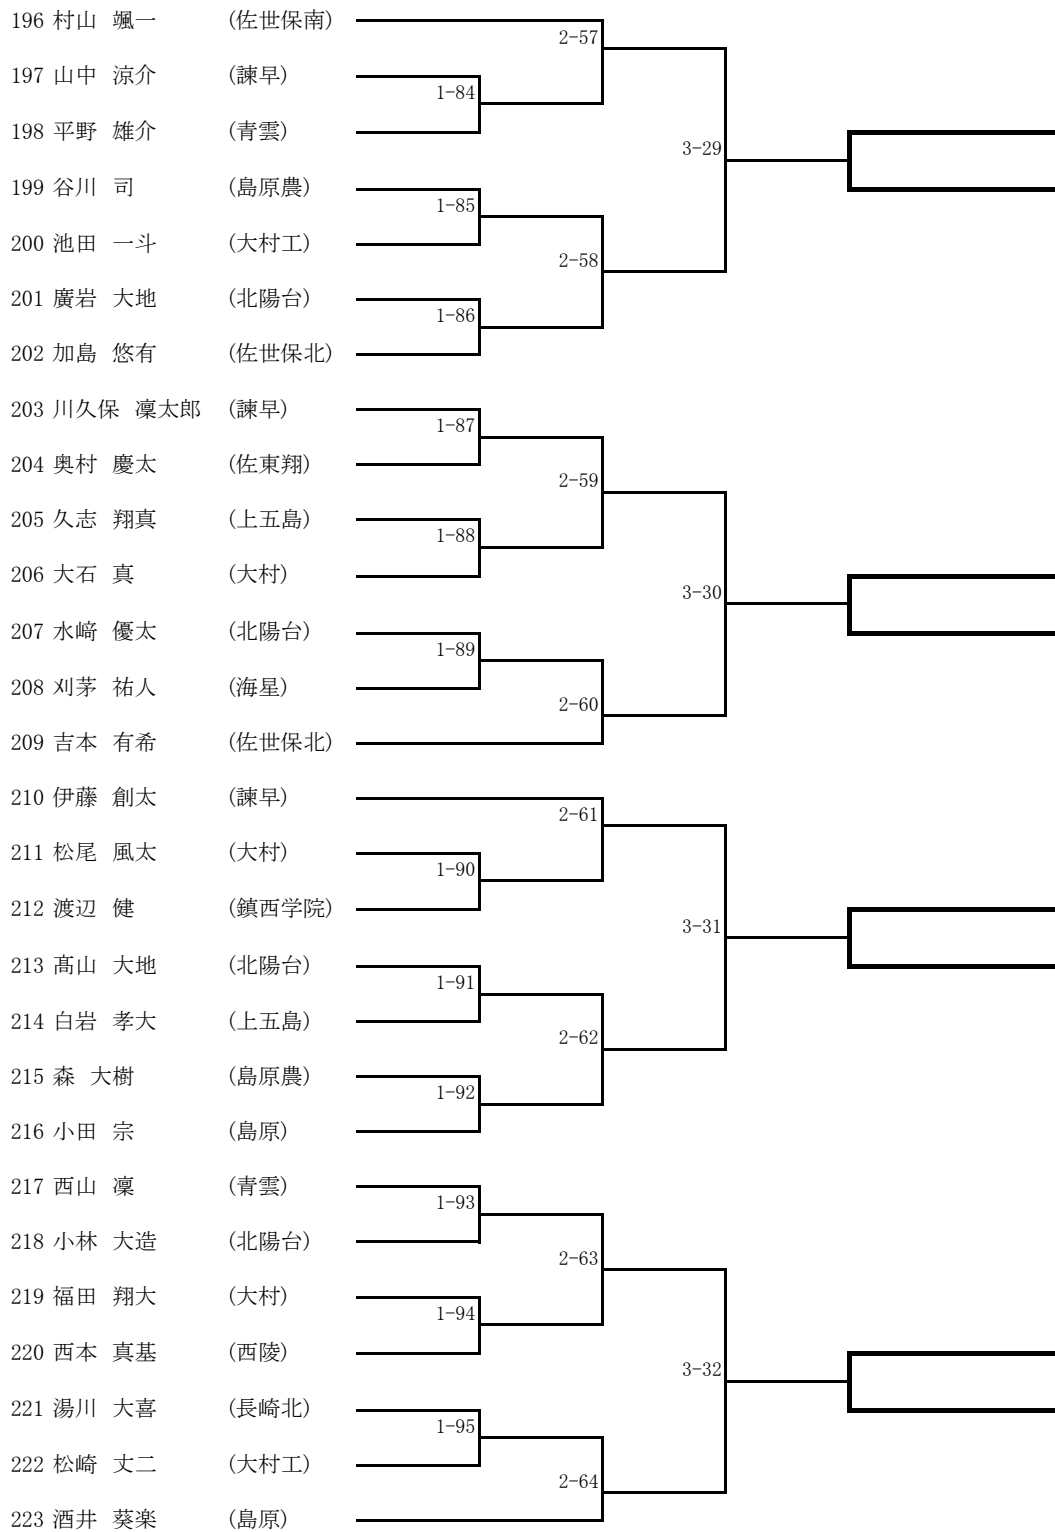 196 村山 颯一 (佐世保南)
2-57
197 山中 涼介 (諫早)
1-84
198 平野 雄介 (青雲)
3-29
199 谷川 司 (島原農)
1-85
200 池田 一斗 (大村工)
2-58
201 廣岩 大地 (北陽台)
1-86
202 加島 悠有 (佐世保北)
203 川久保 凜太郎 (諫早)
1-87
204 奥村 慶太 (佐東翔)
2-59
205 久志 翔真 (上五島)
1-88
206 大石 真 (大村)
3-30
207 水﨑 優太 (北陽台)
1-89
208 刈茅 祐人 (海星)
2-60
209 吉本 有希 (佐世保北)
210 伊藤 創太 (諫早)
2-61
211 松尾 風太 (大村)
1-90
212 渡辺 健 (鎮西学院)
3-31
213 髙山 大地 (北陽台)
1-91
214 白岩 孝大 (上五島)
2-62
215 森 大樹 (島原農)
1-92
216 小田 宗 (島原)
217 西山 凜 (青雲)
1-93
218 小林 大造 (北陽台)
2-63
219 福田 翔大 (大村)
1-94
220 西本 真基 (西陵)
3-32
221 湯川 大喜 (長崎北)
1-95
222 松崎 丈二 (大村工)
2-64
223 酒井 葵楽 (島原)